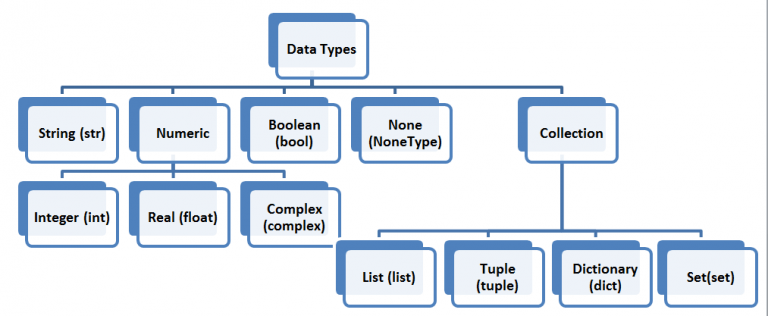 Data Types
String (str)
Numeric
Boolean
(bool)
None
(NoneType)
Collection
Integer (int)
Real (float)
Complex
(complex)
List (list)
Tuple
(tuple)
Dictionary
(dict)
Set(set)